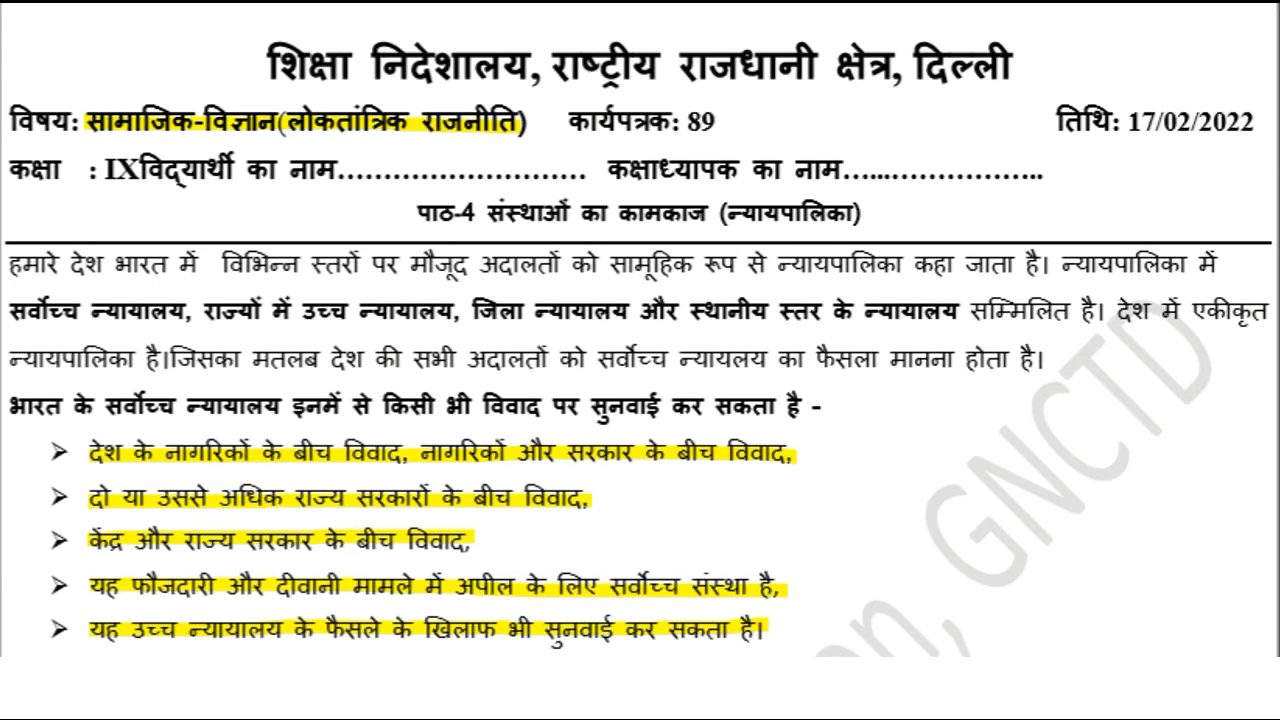 शिक्षा निदेशालय, राष्ट्रीय राजधानी क्षेत्र, दिल्ली
विषय: सामाजिक-विज्ञान(लोकतांत्रिक राजनीति) कार्यपत्रक: 89 तिथि: 17/02/2022
कक्षा : IXविद्यार्थी का नाम……………………… कक्षाध्यापक का नाम…...……………..
पाठ-4 संस्थाओं का कामकाज (न्यायपालिका)
हमारे देश भारत में विभिन्न स्तरों पर मौजूद अदालतों को सामूहिक रूप से न्यायपालिका कहा जाता है। न्यायपालिका में
सर्वोच्च न्यायालय, राज्यों में उच्च न्यायालय, जिला न्यायालय और स्थानीय स्तर के न्यायालय सम्मिलित है। देश में एकीकृत
न्यायपालिका है।जिसका मतलब देश की सभी अदालतों को सर्वोच्च न्यायलय का फैसला मानना होता है।
भारत के सर्वोच्च न्यायालय इनमें से किसी भी विवाद पर सुनवाई कर सकता है -
➢ देश के नागरिकों के बीच विवाद, नागरिकों और सरकार के बीच विवाद,
➢ दो या उससे अधिक राज्य सरकारों के बीच विवाद,
➢ केंद्र और राज्य सरकार के बीच विवाद,
➢ यह फौजदारी और दीवानी मामले में अपील के लिए सर्वोच्च संस्था है,
➢ यह उच्च न्यायालय के फैसले के खिलाफ भी सुनवाई कर सकता है।
on, GNCTD